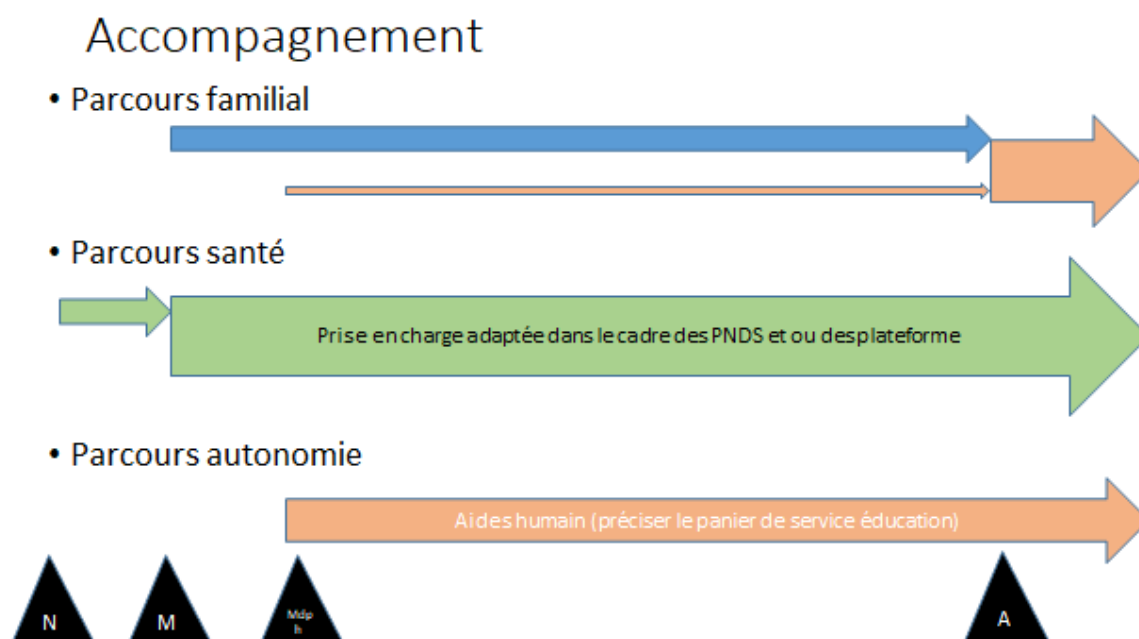 Accompagnement
• Parcours familial
• Parcours santé
Prise en charge adaptée dans le cadre des PNDS et ou desplateforme
• Parcours autonomie
Aides humain (préciser le panier de service éducation)
N
M
Mdp
h
A